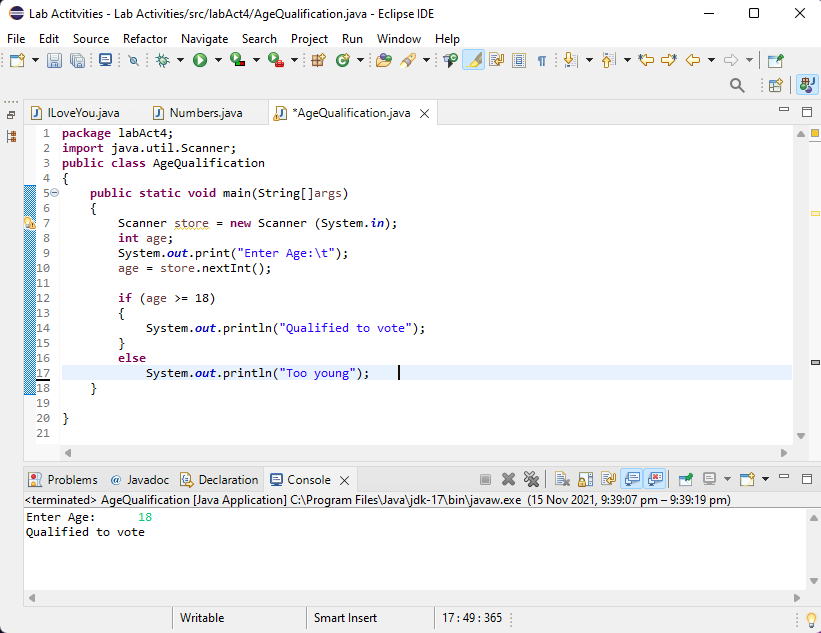 Lab Actitvities - Lab Activities/src/labAct4/AgeQualification.java - Eclipse IDE
File Edit Source Refactor Navigate Search Project Run Window Help
ILoveYou.java Numbers.java *AgeQualification.java
1 package labAct4;
2 import java.util.Scanner;
3 public class AgeQualification
4 {
5 public static void main(String[]args)
6 {
7 Scanner store = new Scanner (System.in);
8 int age;
9 System.out.print("Enter Age:\t");
10 age = store.nextInt();
11
12 if (age >= 18)
13 {
14 System.out.println("Qualified to vote");
15 }
16 else
17 System.out.println("Too young");
18 }
19
20 }
21
Problems @ Javadoc Declaration Console
<terminated> AgeQualification [Java Application] C:\Program Files\Java\jdk-17\bin\javaw.exe (15 Nov 2021, 9:39:07 pm – 9:39:19 pm)
Enter Age: 18
Qualified to vote
Writable Smart Insert 17 : 49 : 365